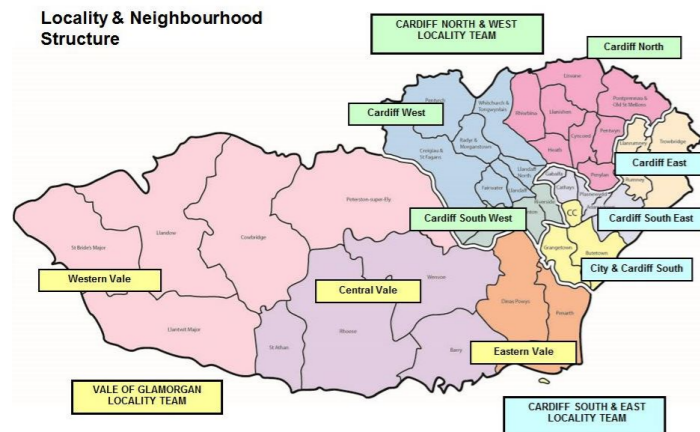 Locality & Neighbourhood
Structure
CARDIFF NORTH & WEST
LOCALITY TEAM
Cardiff North
Cardiff West
Cardiff East
Cardiff South West
Cardiff South East
City & Cardiff South
Western Vale
Central Vale
Eastern Vale
VALE OF GLAMORGAN
LOCALITY TEAM
CARDIFF SOUTH & EAST
LOCALITY TEAM
Lisvane
Pontprennau &
Old St Mellons
Whitchurch &
Tongwynlais
Rhiwbina
Llanishen
Cyncoed
Pentwyn
Heath
Penylan
Llanrumney
Trowbridge
Rumney
Radyr &
Morganstown
Creigiau &
St Fagans
Llandaff
North
Fairwater
Llandaff
Gabalfa
Cathays
Plasnewydd
Riverside
CC
Grangetown
Butetown
Peterston-super-Ely
St Bride's Major
Llandow
Cowbridge
Llantwit Major
St Athan
Rhoose
Wenvoe
Barry
Dinas Powys
Penarth